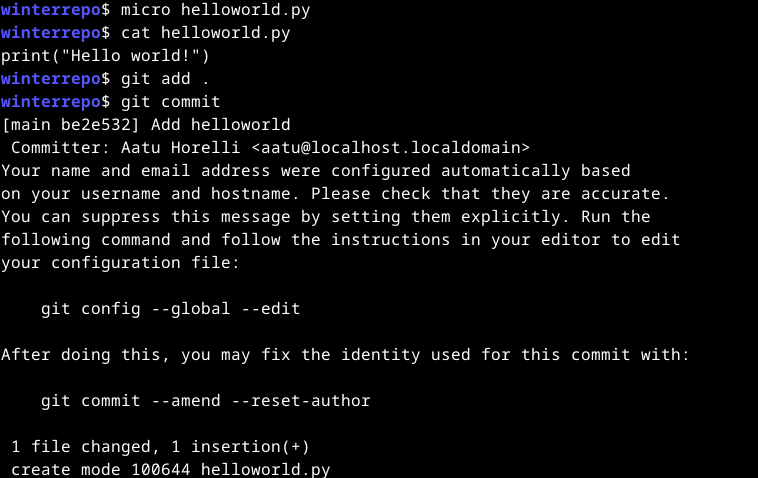 winterrepo$ micro helloworld.py
winterrepo$ cat helloworld.py
print("Hello world!")
winterrepo$ git add .
winterrepo$ git commit
[main be2e532] Add helloworld
 Committer: Aatu Horelli <aatu@localhost.localdomain>
Your name and email address were configured automatically based
on your username and hostname. Please check that they are accurate.
You can suppress this message by setting them explicitly. Run the
following command and follow the instructions in your editor to edit
your configuration file:

    git config --global --edit

After doing this, you may fix the identity used for this commit with:

    git commit --amend --reset-author

 1 file changed, 1 insertion(+)
 create mode 100644 helloworld.py